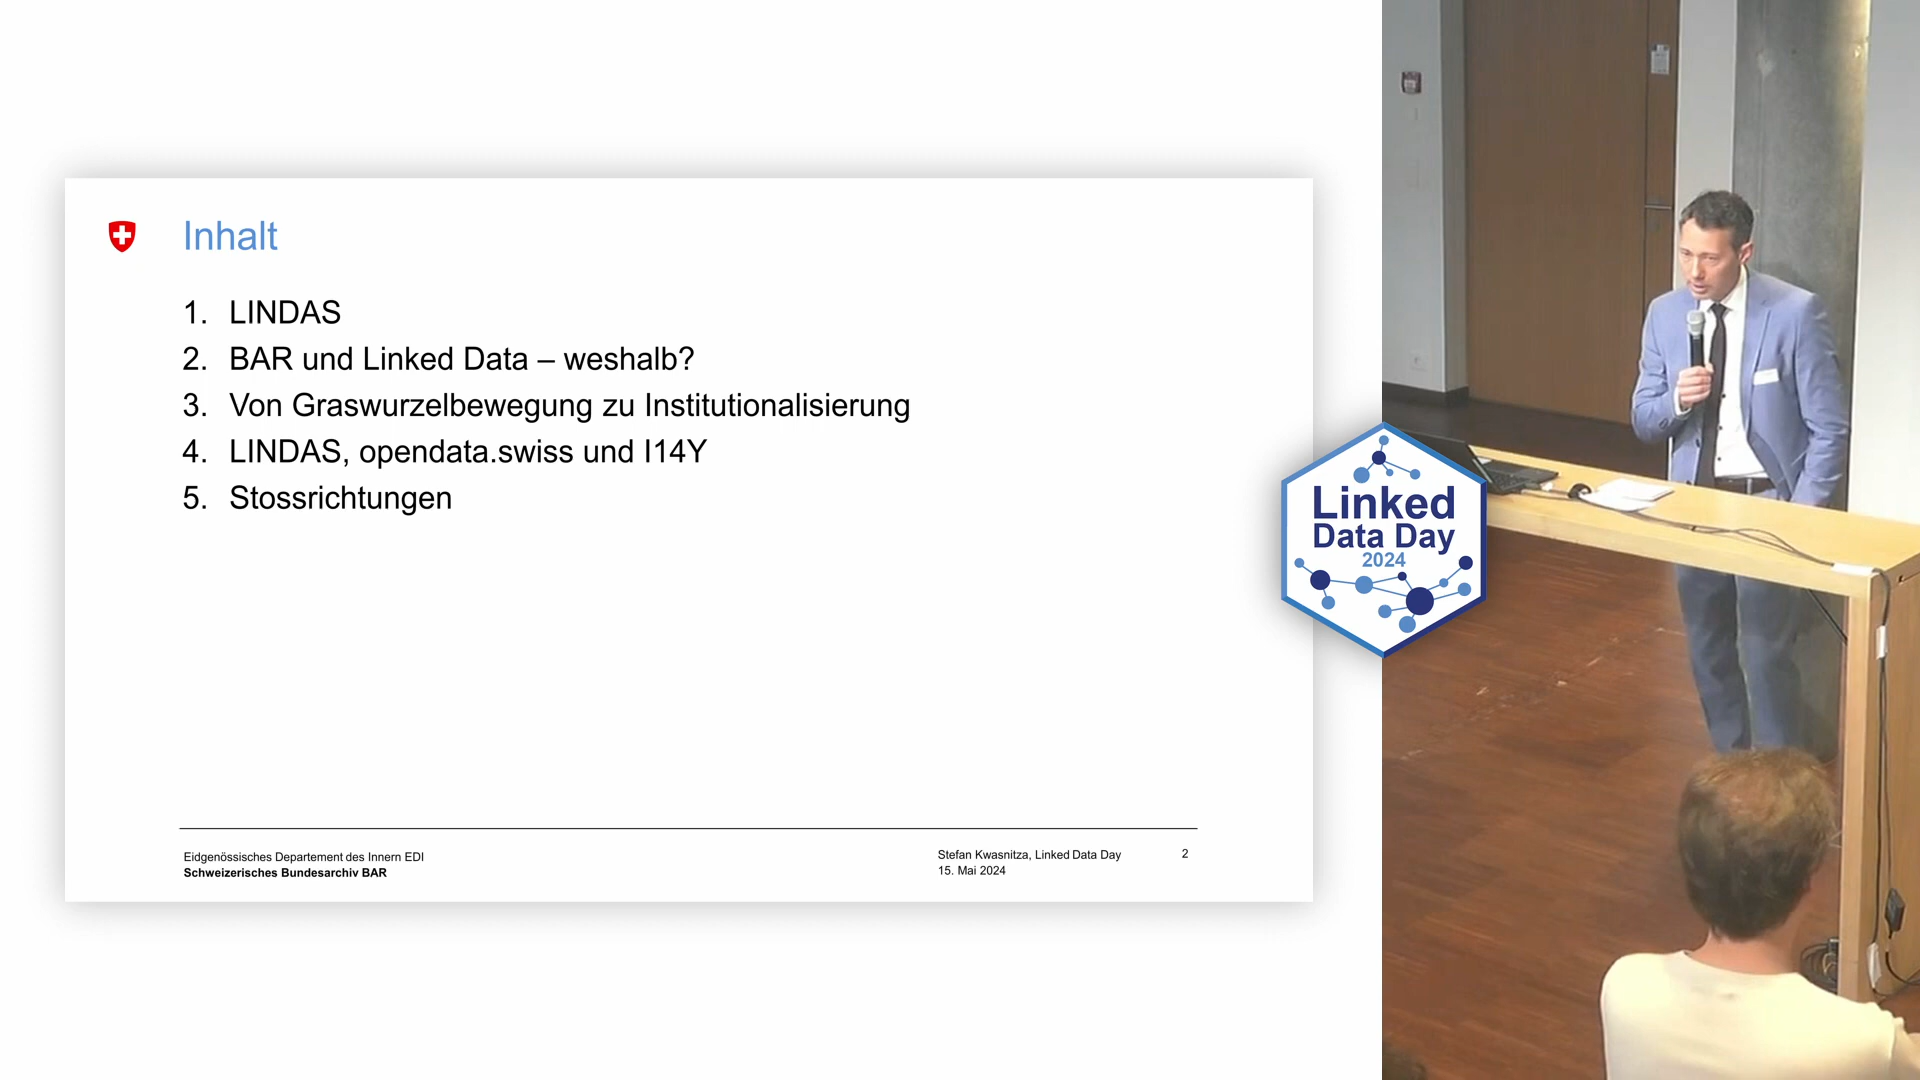 Inhalt
1. LINDAS
2. BAR und Linked Data – weshalb?
3. Von Graswurzelbewegung zu Institutionalisierung
4. LINDAS, opendata.swiss und I14Y
5. Stossrichtungen
Eidgenössisches Departement des Innern EDI
Schweizerisches Bundesarchiv BAR
Stefan Kwasnitza, Linked Data Day
15. Mai 2024
2
Linked
Data Day
2024